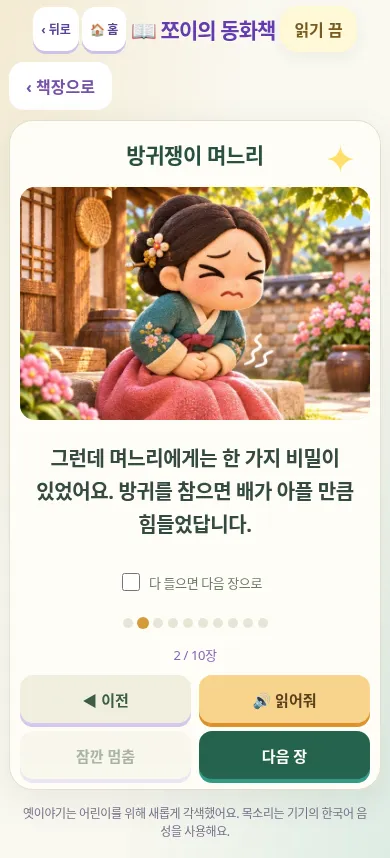 ‹ 뒤로 🏠 홈 📖 쪼이의 동화책 읽기 끔
‹ 책장으로
방귀쟁이 며느리
그런데 며느리에게는 한 가지 비밀이
있었어요. 방귀를 참으면 배가 아플 만큼
힘들었답니다.
다 들으면 다음 장으로
2 / 10장
◀ 이전 🔊 읽어줘
잠깐 멈춤 다음 장
옛이야기는 어린이를 위해 새롭게 각색했어요. 목소리는 기기의 한국어 음
성을 사용해요.